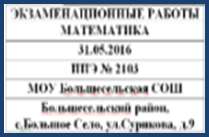 ЭКЗАМЕНАЦИОННЫЕ РАБОТЫ
МАТЕМАТИКА
31.05.2016
ППЭ № 2103
МОУ Большесельская СОШ
Большесельский район,
с.Большое Село, ул.Сурикова, д.9